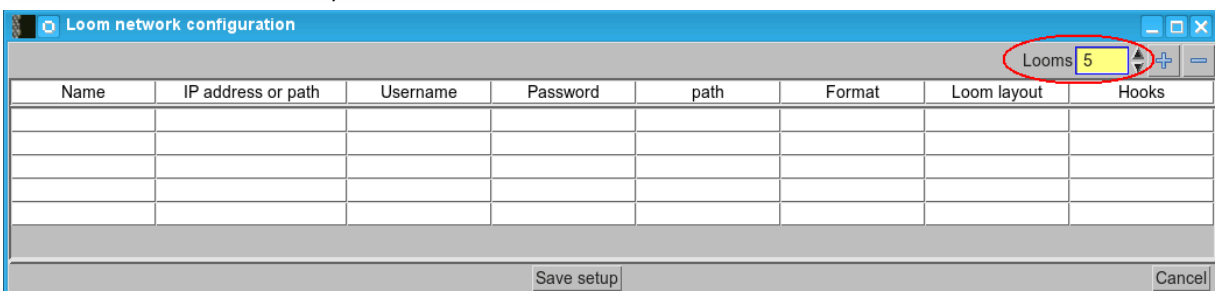 Loom network configuration
Looms 5
Name IP address or path Username Password path Format Loom layout Hooks
Save setup Cancel